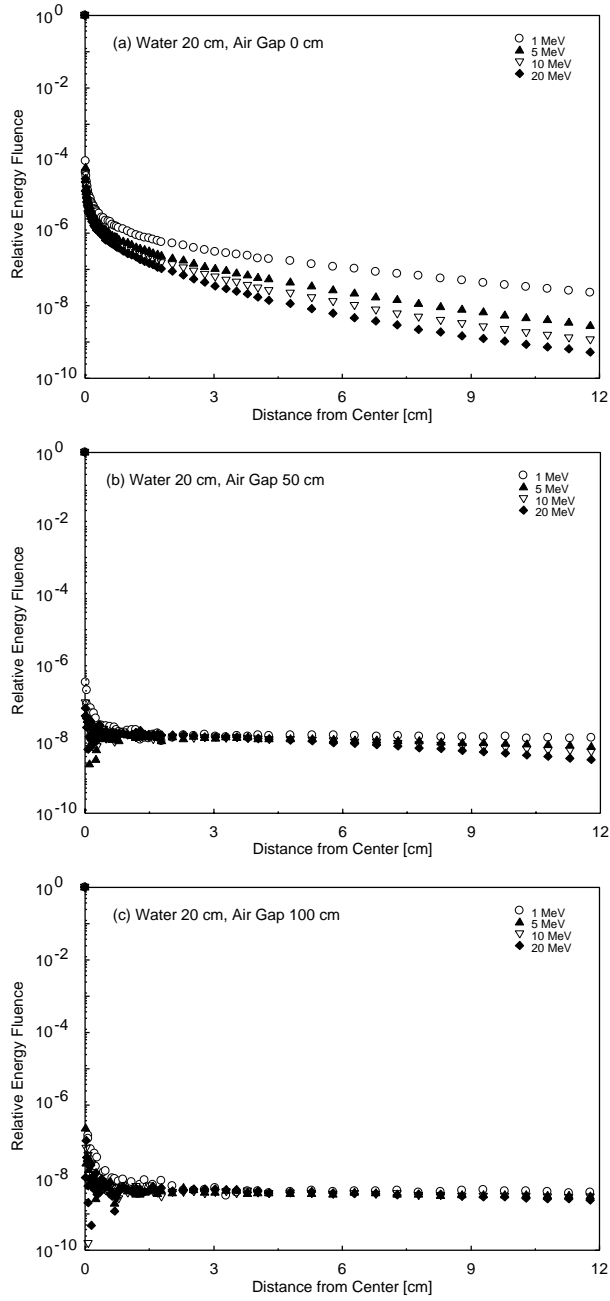 10^0
(a) Water 20 cm, Air Gap 0 cm
1 MeV
5 MeV
10 MeV
20 MeV
10^-2
10^-4
10^-6
10^-8
10^-10
Relative Energy Fluence
0 3 6 9 12
Distance from Center [cm]
10^0
(b) Water 20 cm, Air Gap 50 cm
1 MeV
5 MeV
10 MeV
20 MeV
10^-2
10^-4
10^-6
10^-8
10^-10
Relative Energy Fluence
0 3 6 9 12
Distance from Center [cm]
10^0
(c) Water 20 cm, Air Gap 100 cm
1 MeV
5 MeV
10 MeV
20 MeV
10^-2
10^-4
10^-6
10^-8
10^-10
Relative Energy Fluence
0 3 6 9 12
Distance from Center [cm]